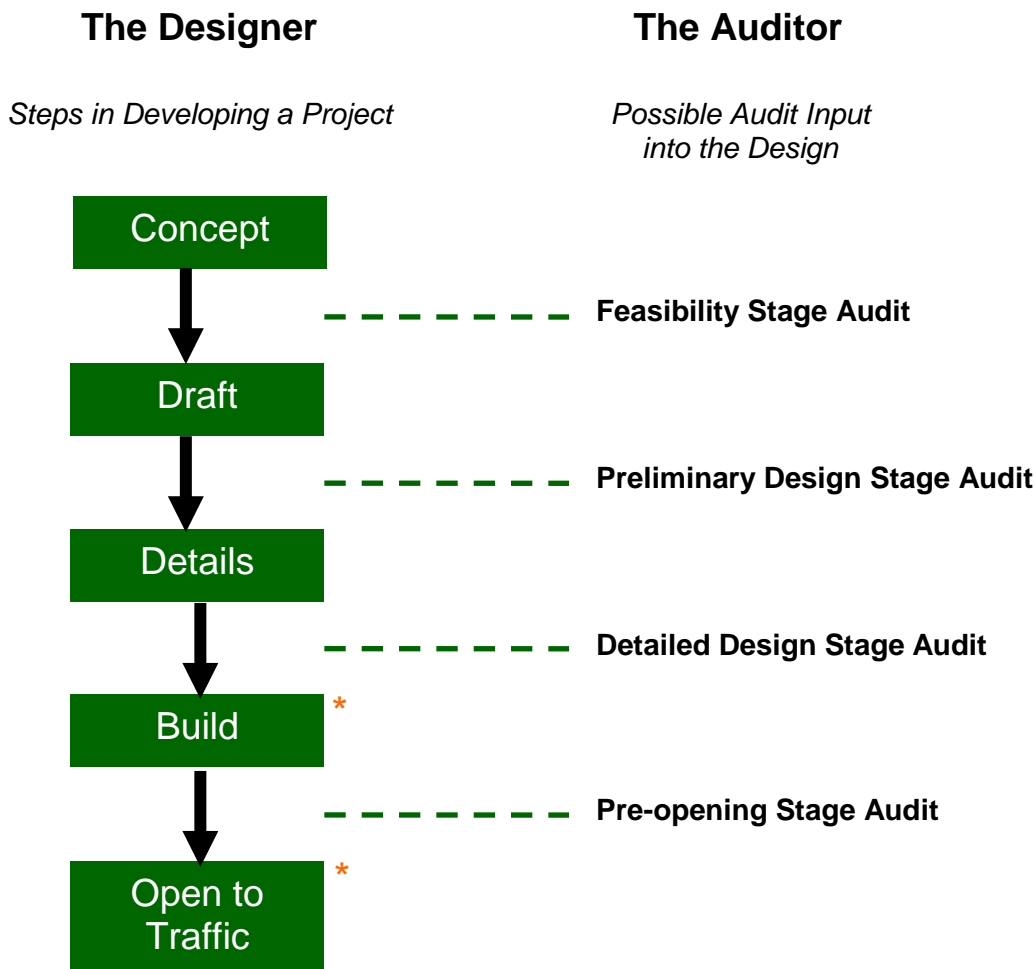 The Designer
The Auditor
Steps in Developing a Project
Possible Audit Input
into the Design
Concept
Feasibility Stage Audit
Draft
Preliminary Design Stage Audit
Details
Detailed Design Stage Audit
Build *
Pre-opening Stage Audit
Open to *
Traffic